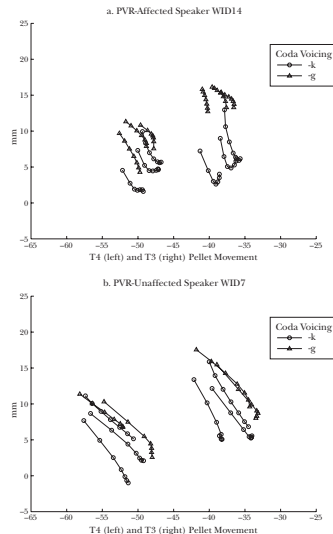 a. PVR-Affected Speaker WID14
25
20
15
10
5
0
−5
mm
Coda Voicing
-k
-g
−65 −60 −55 −50 −45 −40 −35 −30 −25
T4 (left) and T3 (right) Pellet Movement
b. PVR-Unaffected Speaker WID7
25
20
15
10
5
0
−5
mm
Coda Voicing
-k
-g
−65 −60 −55 −50 −45 −40 −35 −30 −25
T4 (left) and T3 (right) Pellet Movement